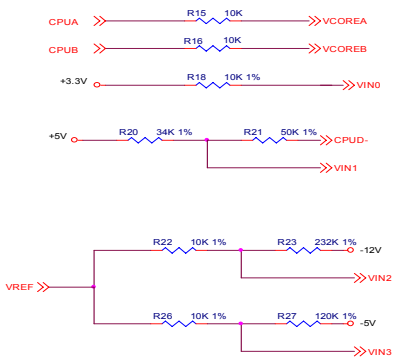 R15 10K
CPUA VCOREA
R16 10K
CPUB VCOREB
+3.3V R18 10K 1% VIN0
+5V R20 34K 1% R21 50K 1% CPUD-
VIN1
R22 10K 1% R23 232K 1% -12V
VIN2
VREF
R26 10K 1% R27 120K 1% -5V
VIN3